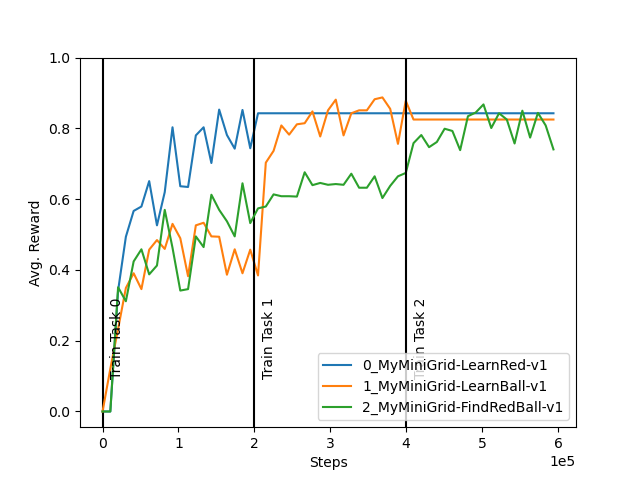 1.0
0.8
0.6
0.4
0.2
0.0
Avg. Reward
Train Task 0
Train Task 1
Train Task 2
0_MyMiniGrid-LearnRed-v1
1_MyMiniGrid-LearnBall-v1
2_MyMiniGrid-FindRedBall-v1
0 1 2 3 4 5 6
1e5
Steps